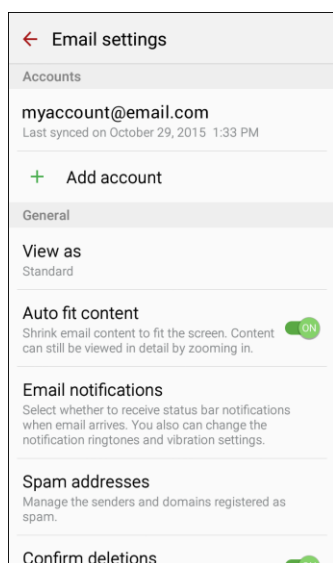 Email settings
Accounts
myaccount@email.com
Last synced on October 29, 2015 1:33 PM
+ Add account
General
View as
Standard
Auto fit content
Shrink email content to fit the screen. Content
can still be viewed in detail by zooming in.
ON
Email notifications
Select whether to receive status bar notifications
when email arrives. You also can change the
notification ringtones and vibration settings.
Spam addresses
Manage the senders and domains registered as
spam.
Confirm deletions